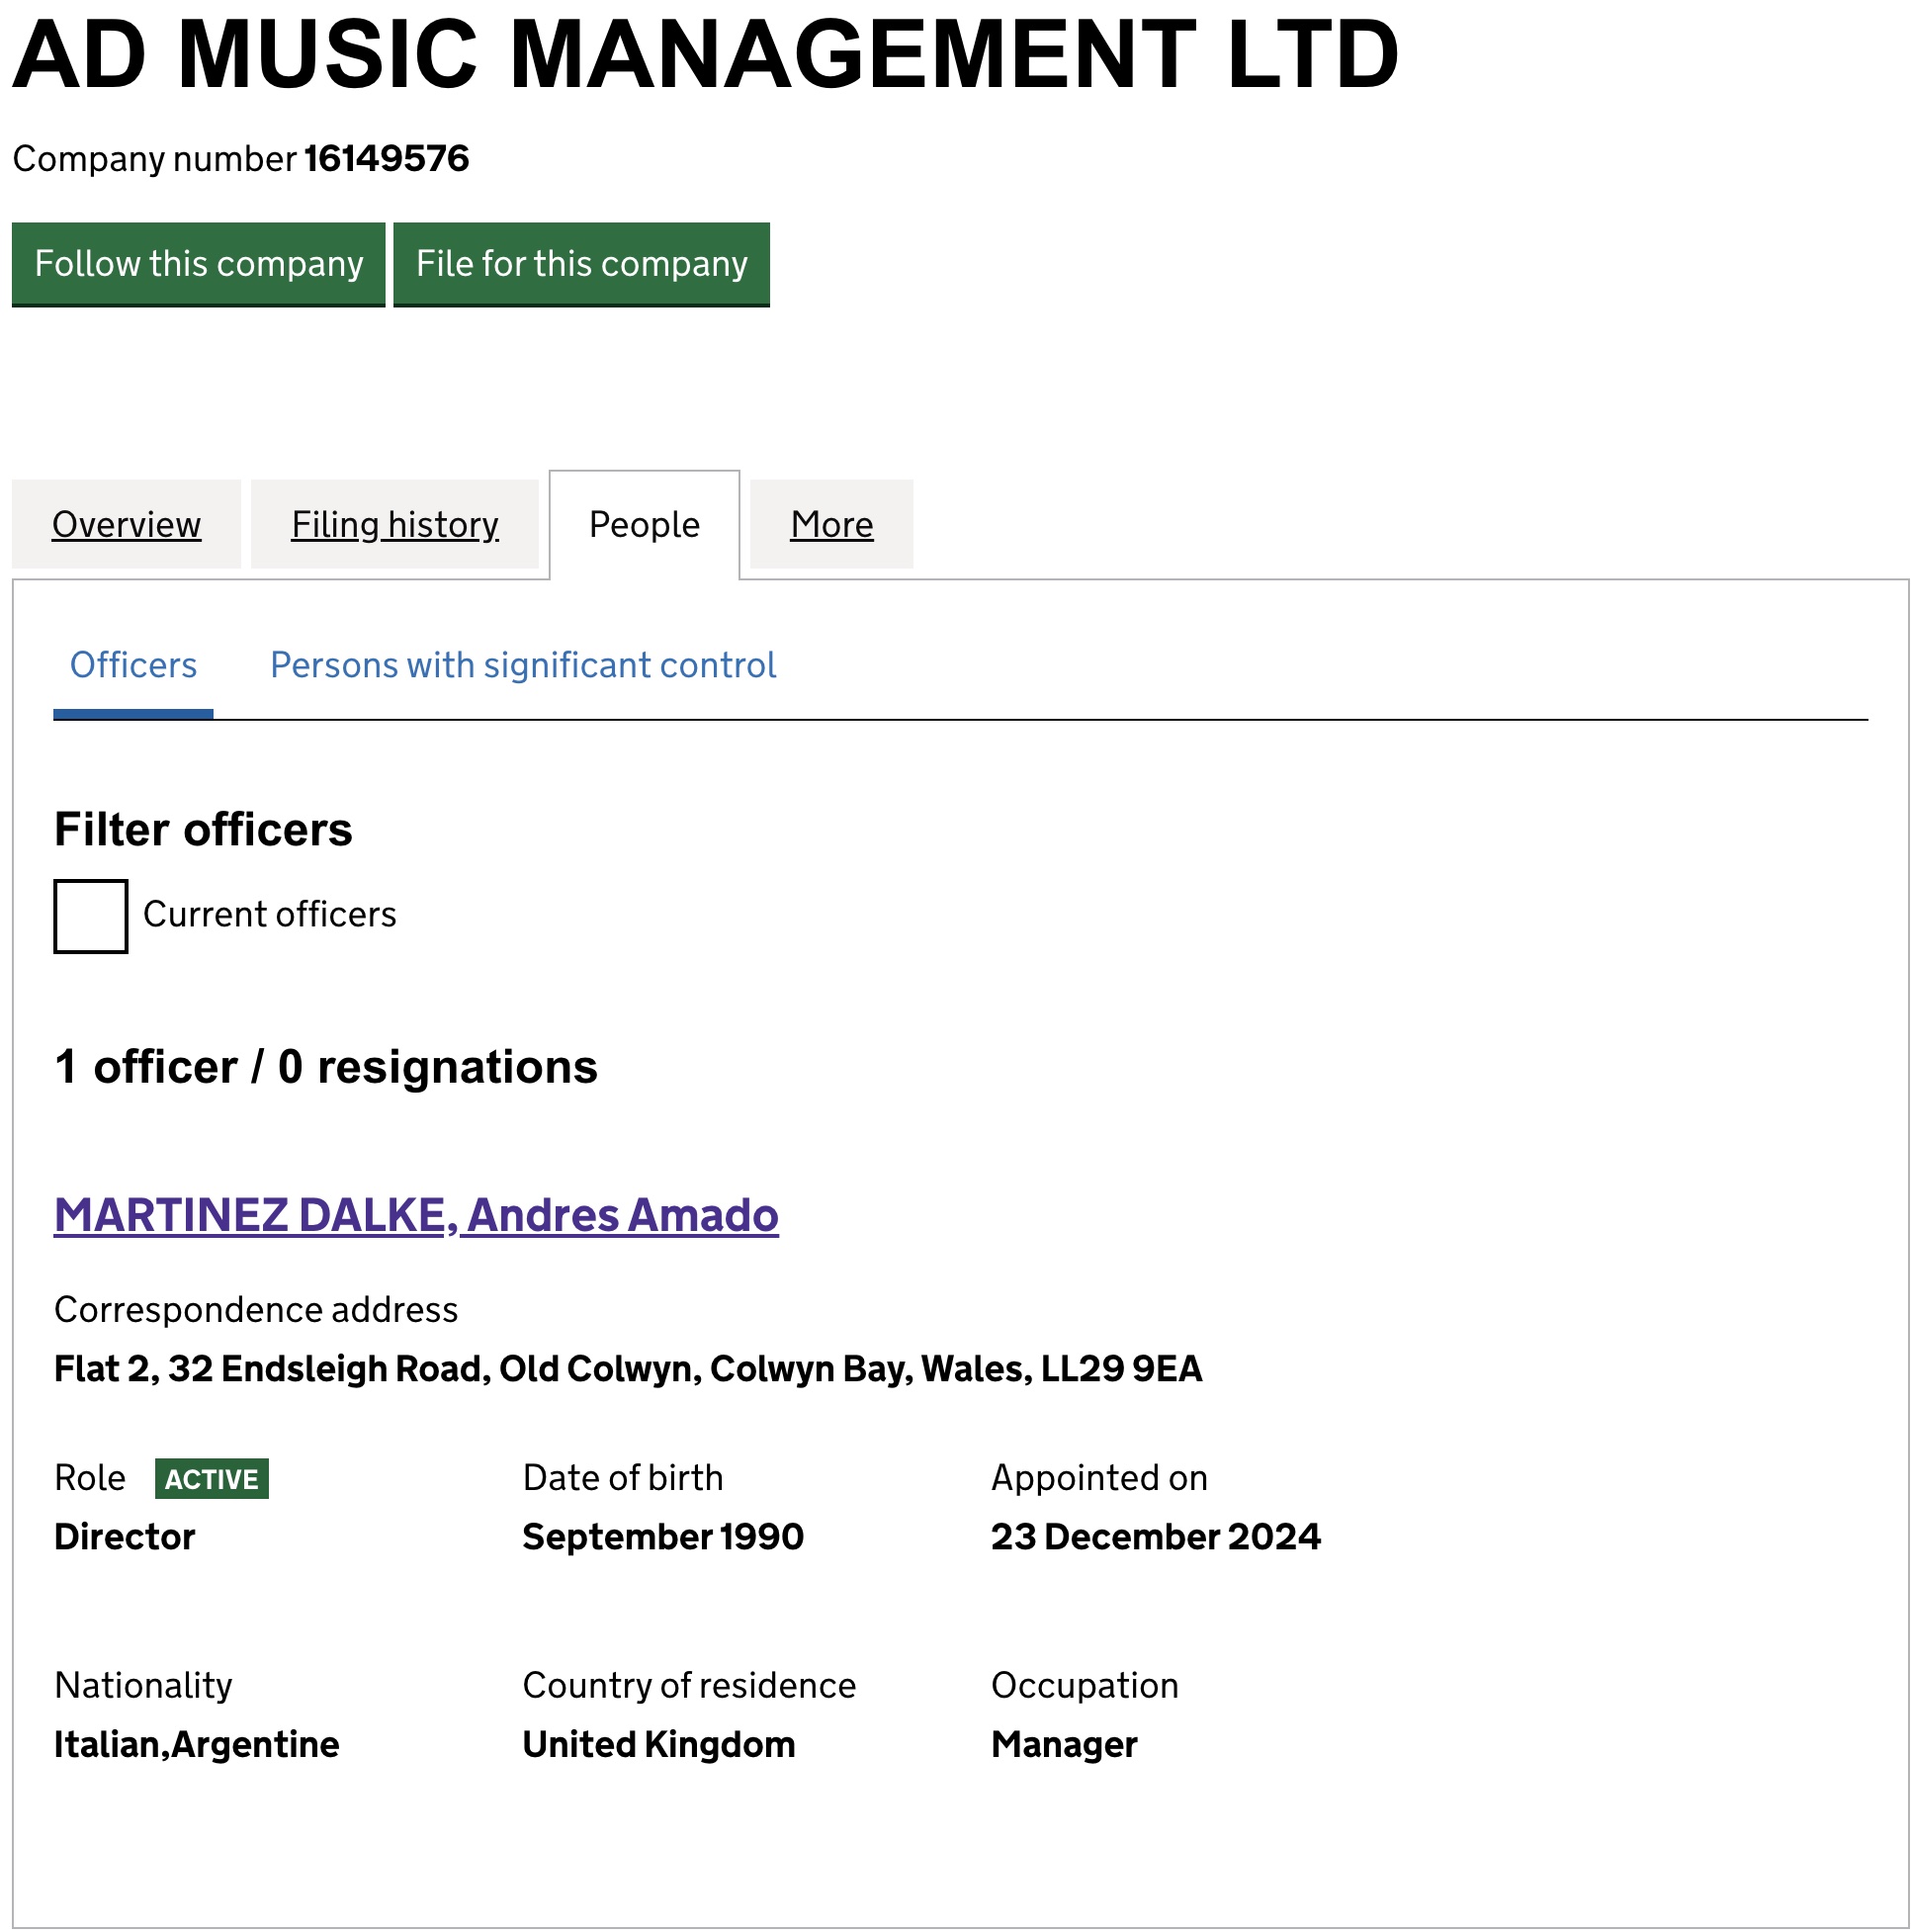 AD MUSIC MANAGEMENT LTD
Company number 16149576
Follow this company File for this company
Overview Filing history People More
Officers Persons with significant control
Filter officers
Current officers
1 officer / 0 resignations
MARTINEZ DALKE, Andres Amado
Correspondence address
Flat 2, 32 Endsleigh Road, Old Colwyn, Colwyn Bay, Wales, LL29 9EA
Role ACTIVE Date of birth Appointed on
Director September 1990 23 December 2024
Nationality Country of residence Occupation
Italian,Argentine United Kingdom Manager